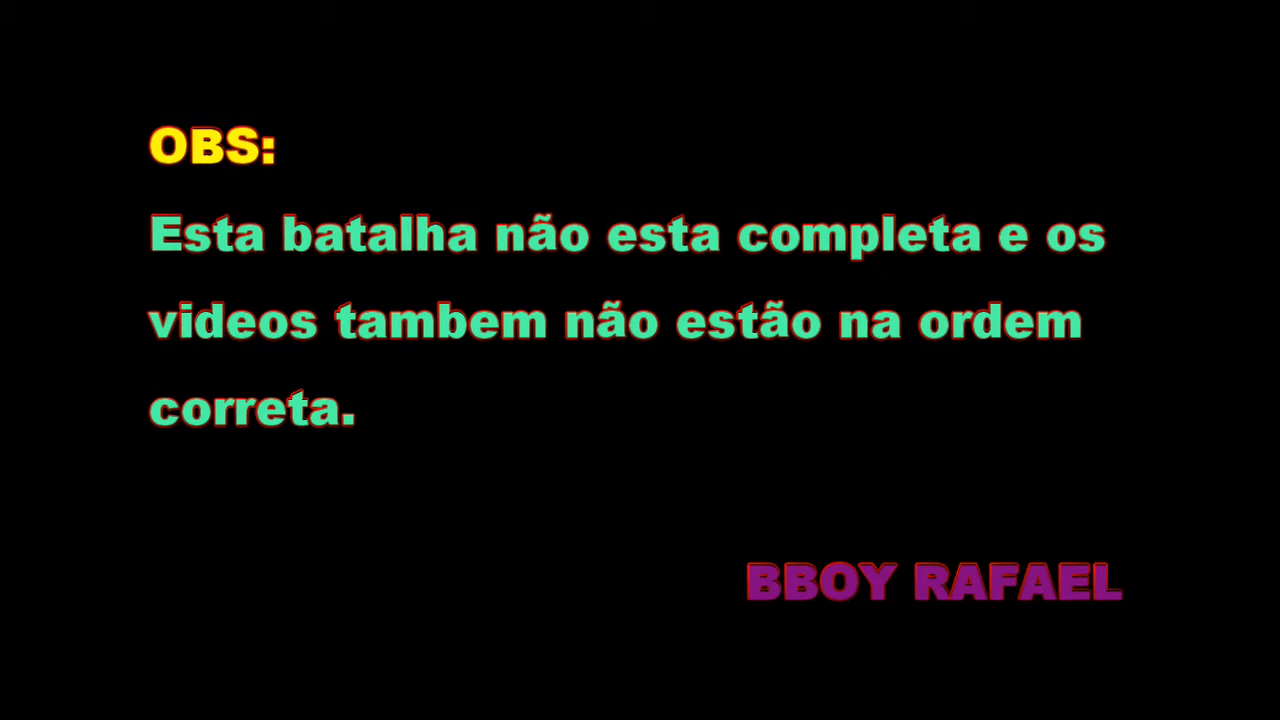 OBS:
Esta batalha não esta completa e os
videos tambem não estão na ordem
correta.
BBOY RAFAEL